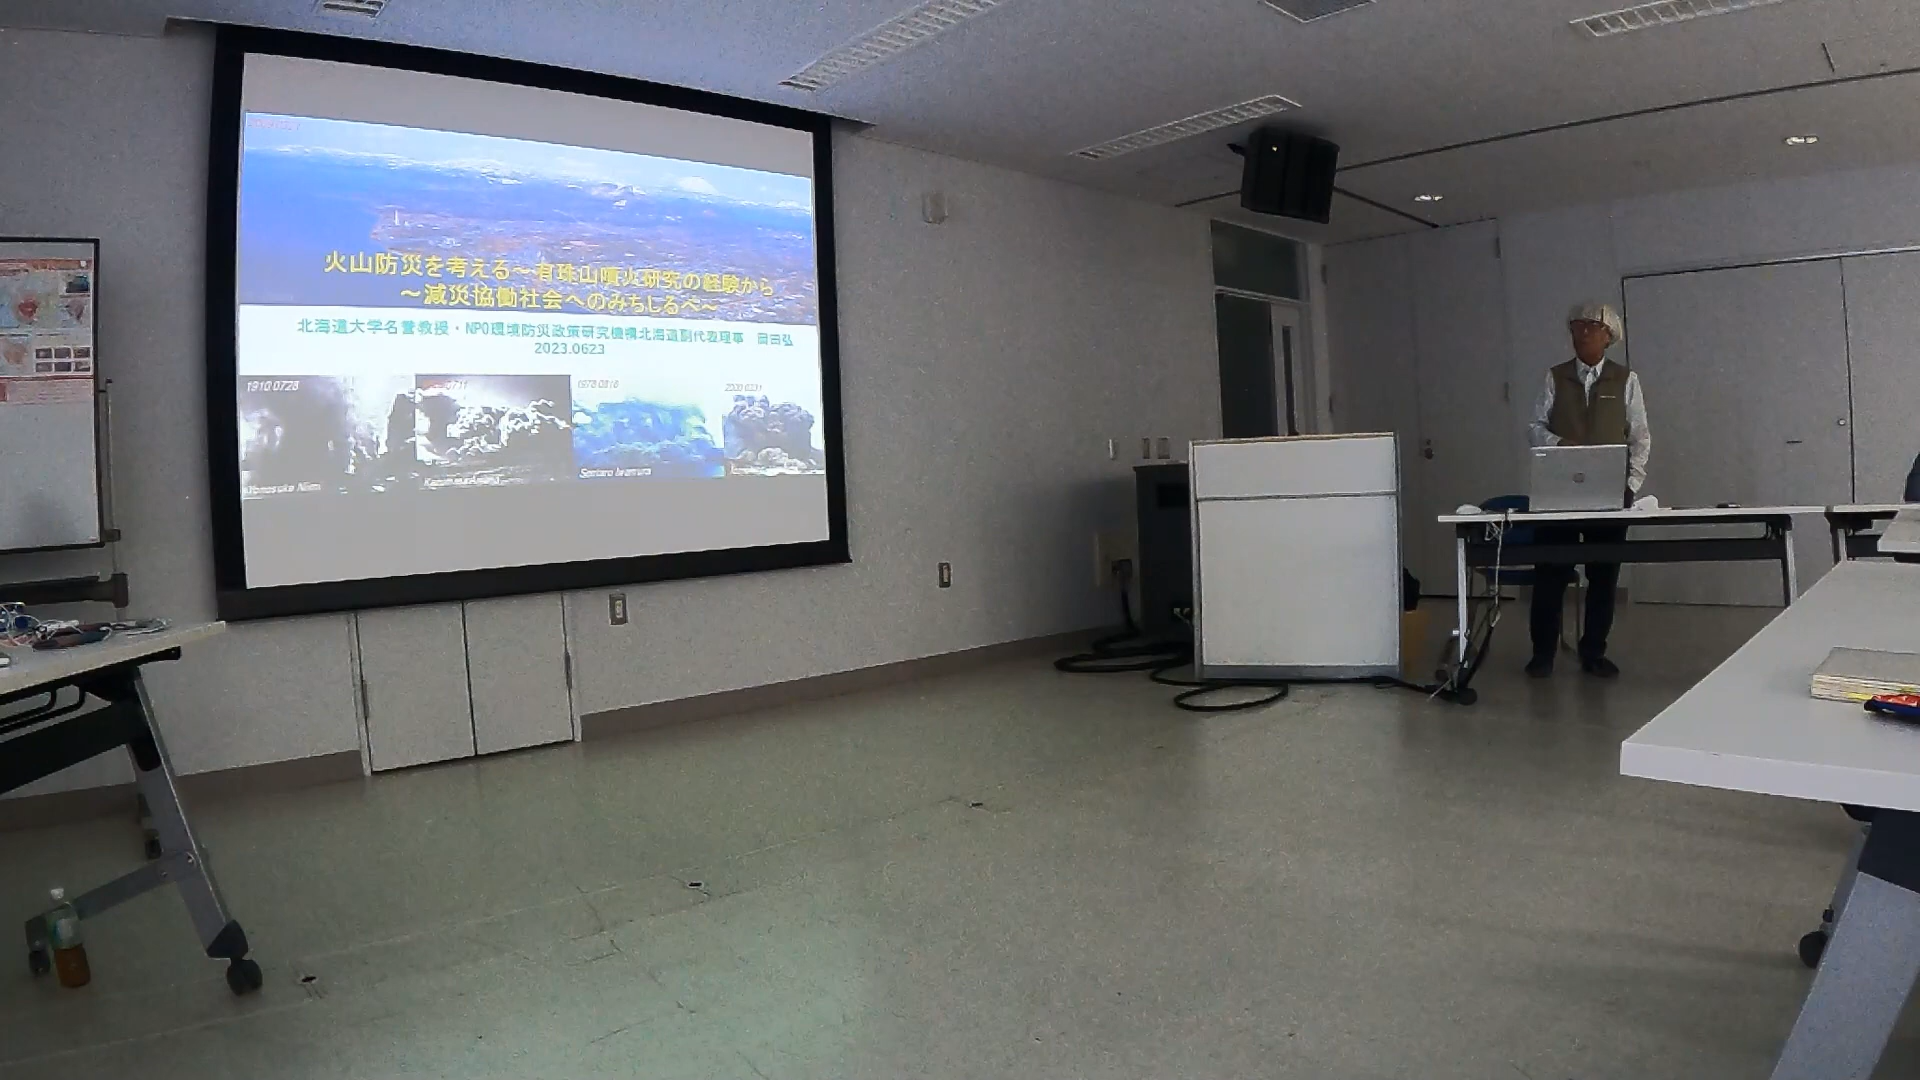 火山防災を考える～有珠山噴火研究の経験から
～減災協働社会へのみちしるべ～
北海道大学名誉教授・NPO環境防災政策研究機構北海道副代表理事　岡田弘
2023.0623
1910 0728
1978 0816
2000 0331
Sentaro Iwamura